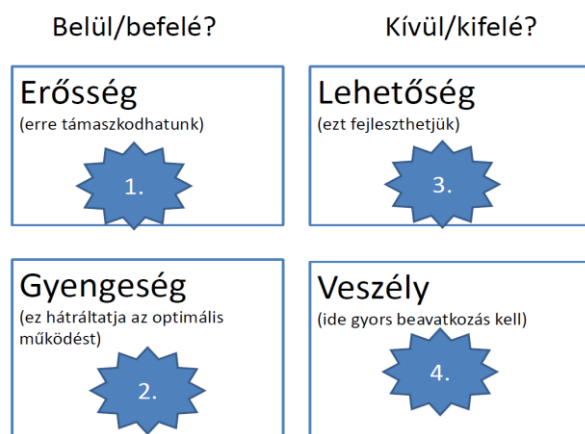 Belül/befelé?
Kívül/kifelé?
Erősség
(erre támaszkodhatunk)
1.
Lehetőség
(ezt fejleszthetjük)
3.
Gyengeség
(ez hátráltatja az optimális
működést)
2.
Veszély
(ide gyors beavatkozás kell)
4.